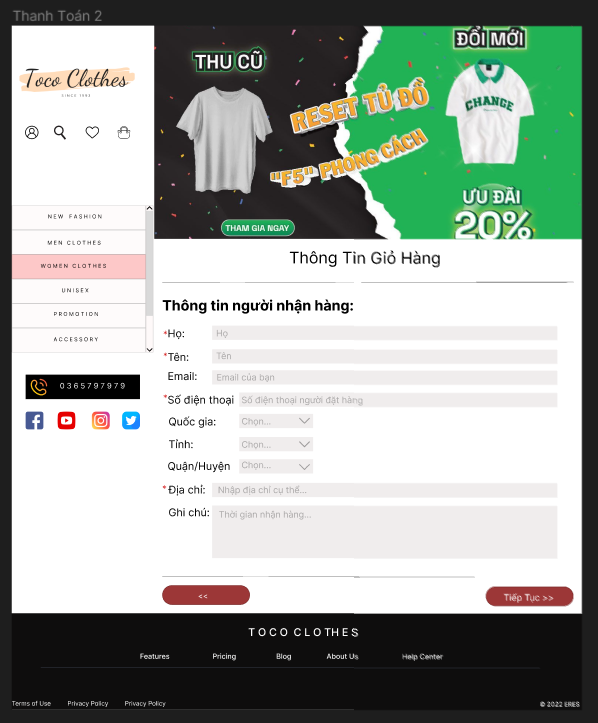 Thanh Toán 2
Toco Clothes
SINCE 1993
THU CŨ
ĐỔI MỚI
CHANGE
RESET TỦ ĐỒ
"F5" PHONG CÁCH
ƯU ĐÃI
20%
THAM GIA NGAY
NEW FASHION
MEN CLOTHES
WOMEN CLOTHES
UNISEX
PROMOTION
ACCESSORY
0365797979
Thông Tin Giỏ Hàng
Thông tin người nhận hàng:
*Họ: Họ
*Tên: Tên
Email: Email của bạn
*Số điện thoại Số điện thoại người đặt hàng
Quốc gia: Chọn...
Tỉnh: Chọn...
Quận/Huyện Chọn...
* Địa chỉ: Nhập địa chỉ cụ thể...
Ghi chú: Thời gian nhận hàng...
<< Tiếp Tục >>
TOCO CLOTHES
Features Pricing Blog About Us Help Center
Terms of Use Privacy Policy Privacy Policy © 2022 ERES